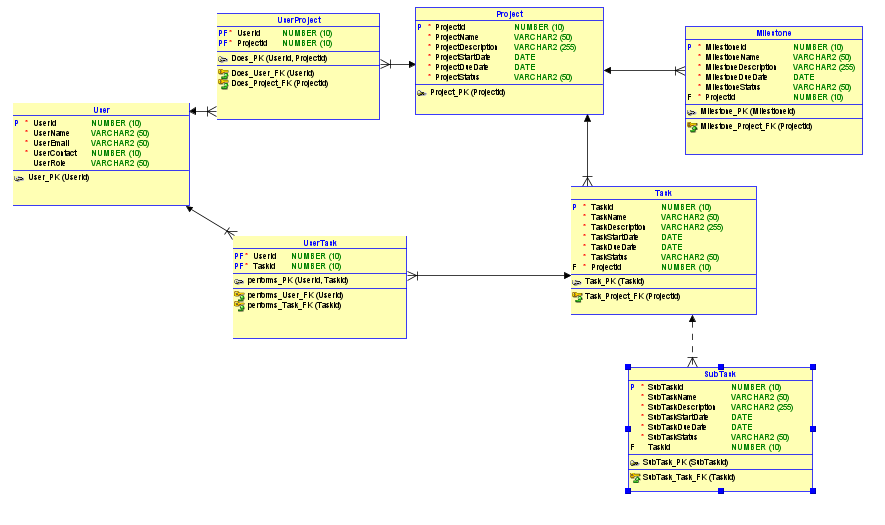 UserProject
PF* UserId NUMBER (10)
PF* ProjectId NUMBER (10)
Does_PK (UserId, ProjectId)
Does_User_FK (UserId)
Does_Project_FK (ProjectId)
Project
P * ProjectId NUMBER (10)
* ProjectName VARCHAR2 (50)
* ProjectDescription VARCHAR2 (255)
* ProjectStartDate DATE
* ProjectDueDate DATE
* ProjectStatus VARCHAR2 (50)
Project_PK (ProjectId)
Milestone
P * MilestoneId NUMBER (10)
* MilestoneName VARCHAR2 (50)
* MilestoneDescription VARCHAR2 (255)
* MilestoneDueDate DATE
* MilestoneStatus VARCHAR2 (50)
F * ProjectId NUMBER (10)
Milestone_PK (MilestoneId)
Milestone_Project_FK (ProjectId)
User
P * UserId NUMBER (10)
* UserName VARCHAR2 (50)
* UserEmail VARCHAR2 (50)
* UserContact NUMBER (10)
UserRole VARCHAR2 (50)
User_PK (UserId)
Task
P * TaskId NUMBER (10)
* TaskName VARCHAR2 (50)
* TaskDescription VARCHAR2 (255)
* TaskStartDate DATE
* TaskDueDate DATE
* TaskStatus VARCHAR2 (50)
F * ProjectId NUMBER (10)
Task_PK (TaskId)
Task_Project_FK (ProjectId)
UserTask
PF* UserId NUMBER (10)
PF* TaskId NUMBER (10)
performs_PK (UserId, TaskId)
performs_User_FK (UserId)
performs_Task_FK (TaskId)
SubTask
P * SubTaskId NUMBER (10)
* SubTaskName VARCHAR2 (50)
* SubTaskDescription VARCHAR2 (255)
* SubTaskStartDate DATE
* SubTaskDueDate DATE
* SubTaskStatus VARCHAR2 (50)
F TaskId NUMBER (10)
SubTask_PK (SubTaskId)
SubTask_Task_FK (TaskId)